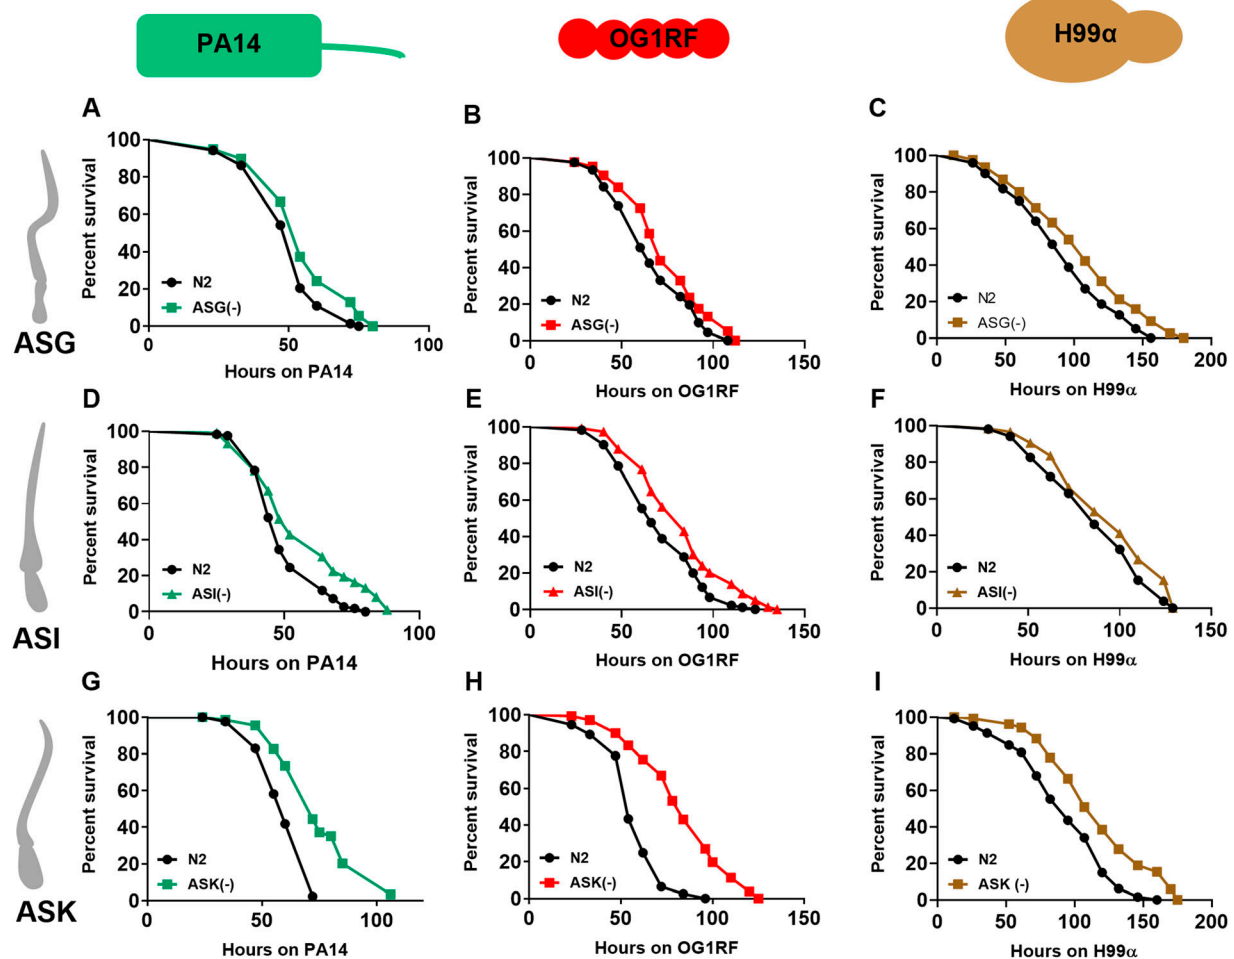 PA14
OG1RF
H99α
A
Percent survival
100
80
60
40
20
0
N2
ASG(-)
0
50
100
Hours on PA14
B
Percent survival
100
80
60
40
20
0
N2
ASG(-)
0
50
100
150
Hours on OG1RF
C
Percent survival
100
80
60
40
20
0
N2
ASG(-)
0
50
100
150
200
Hours on H99α
ASG
D
Percent survival
100
80
60
40
20
0
N2
ASI(-)
0
50
100
Hours on PA14
E
Percent survival
100
80
60
40
20
0
N2
ASI(-)
0
50
100
150
Hours on OG1RF
F
Percent survival
100
80
60
40
20
0
N2
ASI(-)
0
50
100
150
Hours on H99α
ASI
G
Percent survival
100
80
60
40
20
0
N2
ASK(-)
0
50
100
Hours on PA14
H
Percent survival
100
80
60
40
20
0
N2
ASK(-)
0
50
100
150
Hours on OG1RF
I
Percent survival
100
80
60
40
20
0
N2
ASK (-)
0
50
100
150
200
Hours on H99α
ASK